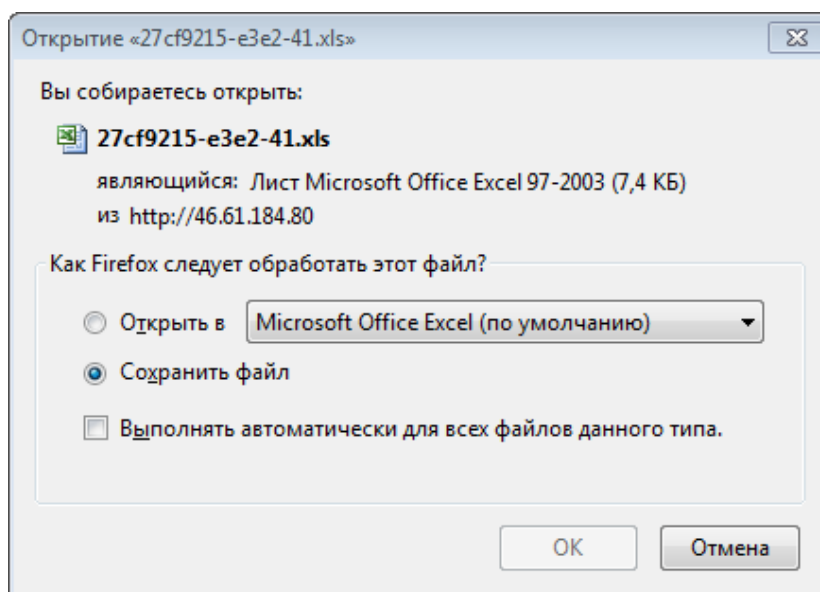 Открытие «27cf9215-e3e2-41.xls»
Вы собираетесь открыть:
27cf9215-e3e2-41.xls
являющийся: Лист Microsoft Office Excel 97-2003 (7,4 КБ)
из http://46.61.184.80
Как Firefox следует обработать этот файл?
Открыть в Microsoft Office Excel (по умолчанию)
Сохранить файл
Выполнять автоматически для всех файлов данного типа.
ОК Отмена